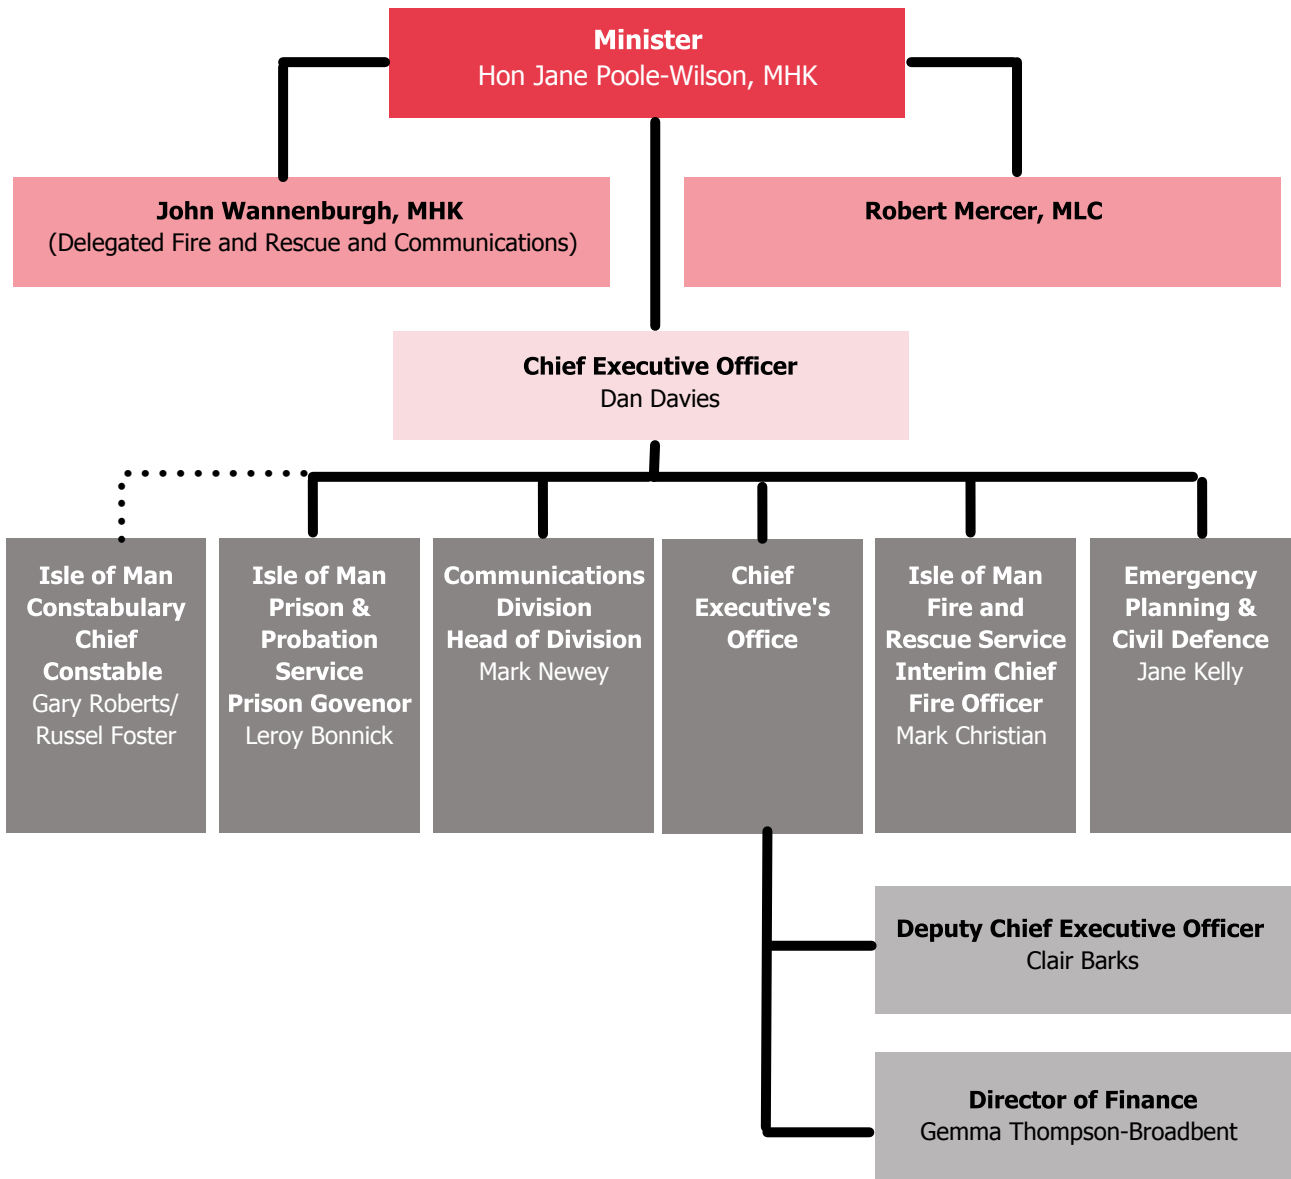 Minister
Hon Jane Poole-Wilson, MHK
John Wannenburgh, MHK
(Delegated Fire and Rescue and Communications)
Robert Mercer, MLC
Chief Executive Officer
Dan Davies
Isle of Man
Constabulary
Chief
Constable
Gary Roberts/
Russel Foster
Isle of Man
Prison &
Probation
Service
Prison Govenor
Leroy Bonnick
Communications
Division
Head of Division
Mark Newey
Chief
Executive's
Office
Isle of Man
Fire and
Rescue Service
Interim Chief
Fire Officer
Mark Christian
Emergency
Planning &
Civil Defence
Jane Kelly
Deputy Chief Executive Officer
Clair Barks
Director of Finance
Gemma Thompson-Broadbent